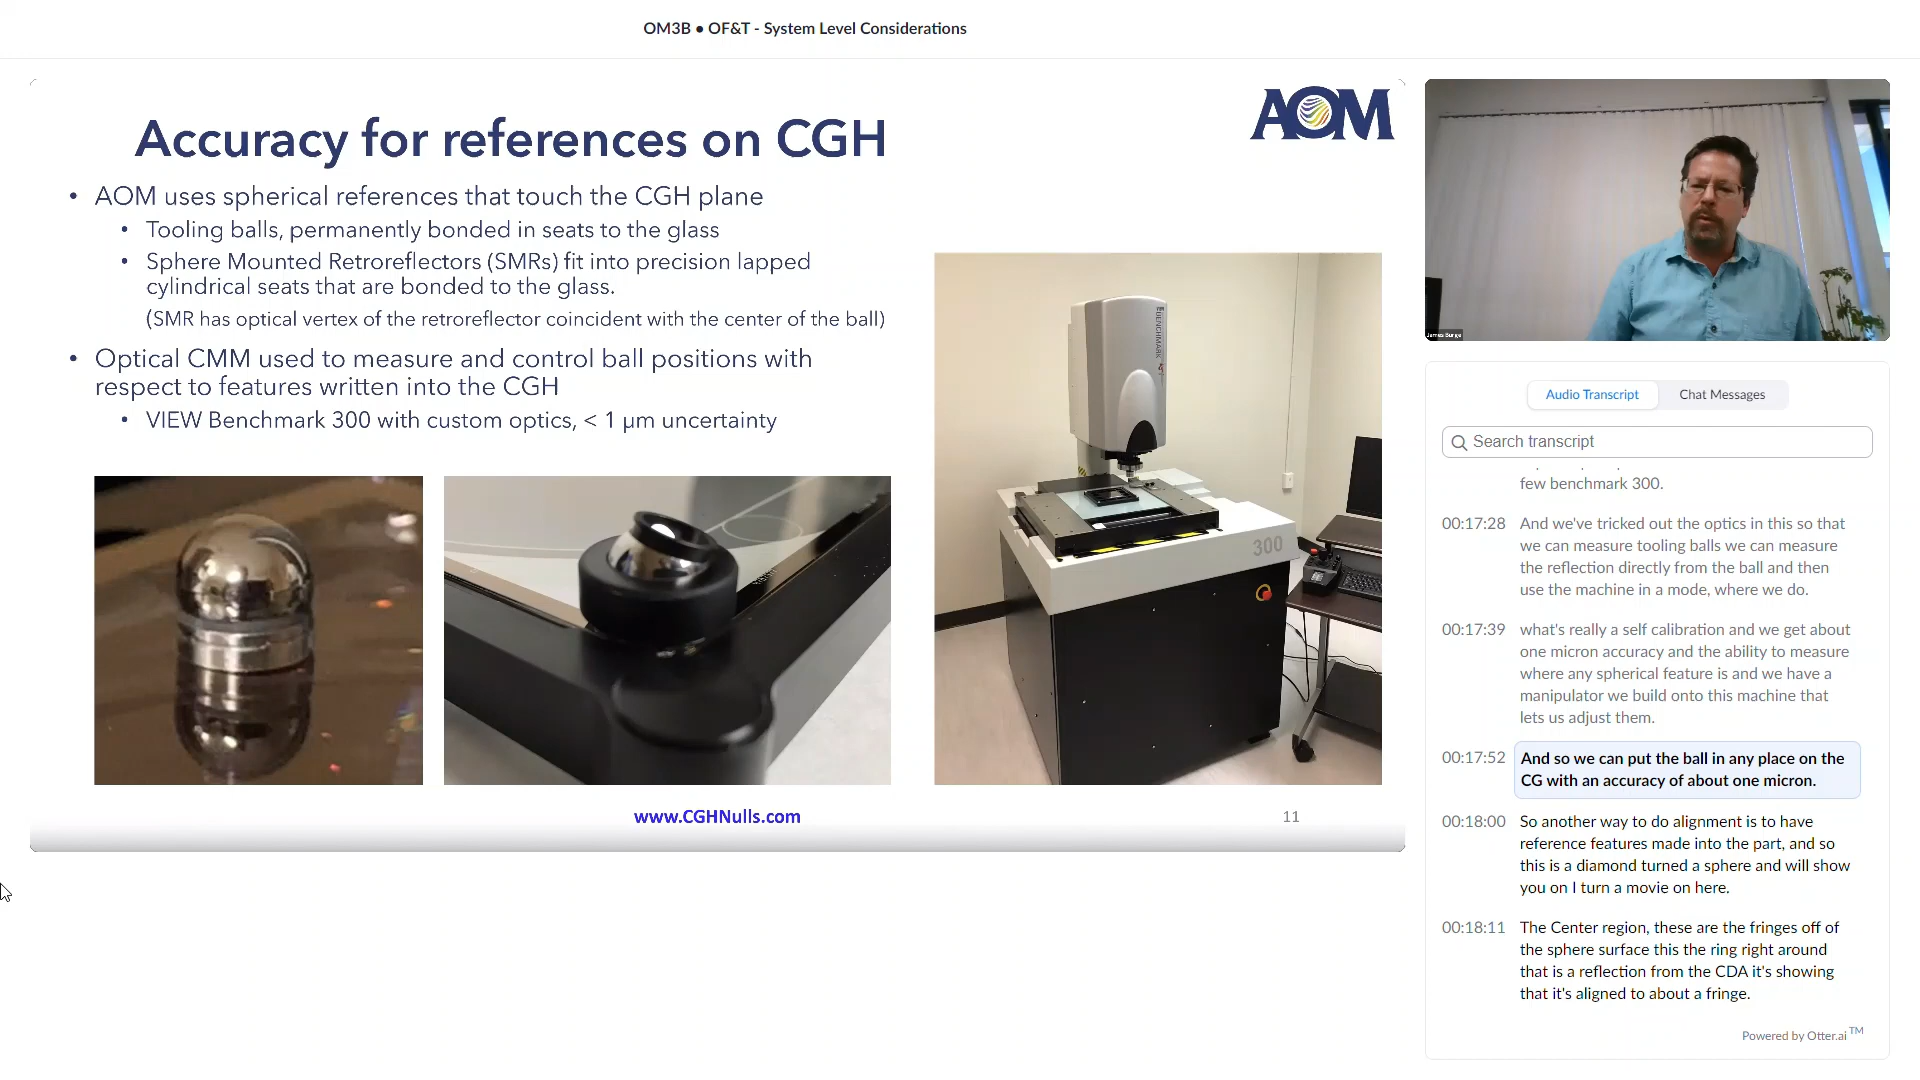 OM3B ● OF&T - System Level Considerations
AOM
Accuracy for references on CGH
• AOM uses spherical references that touch the CGH plane
• Tooling balls, permanently bonded in seats to the glass
• Sphere Mounted Retroreflectors (SMRs) fit into precision lapped
cylindrical seats that are bonded to the glass.
(SMR has optical vertex of the retroreflector coincident with the center of the ball)
• Optical CMM used to measure and control ball positions with
respect to features written into the CGH
• VIEW Benchmark 300 with custom optics, < 1 µm uncertainty
BENCHMARK
300
www.CGHNulls.com
11
James Burge
Audio Transcript
Chat Messages
Search transcript
few benchmark 300.
00:17:28 And we've tricked out the optics in this so that
we can measure tooling balls we can measure
the reflection directly from the ball and then
use the machine in a mode, where we do.
00:17:39 what's really a self calibration and we get about
one micron accuracy and the ability to measure
where any spherical feature is and we have a
manipulator we build onto this machine that
lets us adjust them.
00:17:52 And so we can put the ball in any place on the
CG with an accuracy of about one micron.
00:18:00 So another way to do alignment is to have
reference features made into the part, and so
this is a diamond turned a sphere and will show
you on I turn a movie on here.
00:18:11 The Center region, these are the fringes off of
the sphere surface this the ring right around
that is a reflection from the CDA it's showing
that it's aligned to about a fringe.
Powered by Otter.ai TM